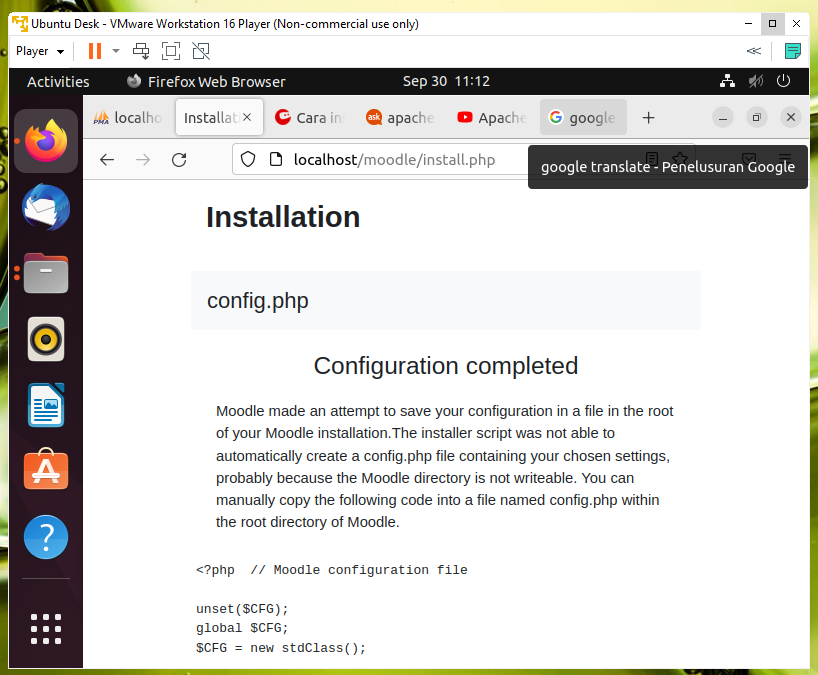 Ubuntu Desk - VMware Workstation 16 Player (Non-commercial use only)
Player
Activities
Firefox Web Browser
Sep 30 11:12
PMA
localho
Installat
Cara in
ask
apache
Apache
google
localhost/moodle/install.php
google translate - Penelusuran Google
Installation
config.php
Configuration completed
Moodle made an attempt to save your configuration in a file in the root
of your Moodle installation.The installer script was not able to
automatically create a config.php file containing your chosen settings,
probably because the Moodle directory is not writeable. You can
manually copy the following code into a file named config.php within
the root directory of Moodle.
<?php  // Moodle configuration file
unset($CFG);
global $CFG;
$CFG = new stdClass();